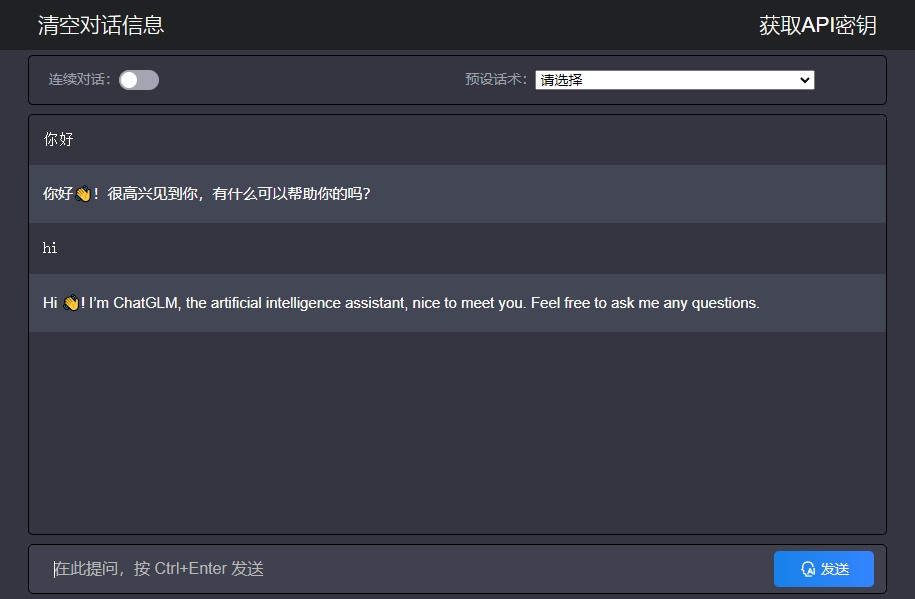 清空对话信息 获取API密钥
连续对话: 预设话术: 请选择
你好
你好👋！很高兴见到你，有什么可以帮助你的吗?
hi
Hi 👋! I’m ChatGLM, the artificial intelligence assistant, nice to meet you. Feel free to ask me any questions.
在此提问，按 Ctrl+Enter 发送 AI 发送